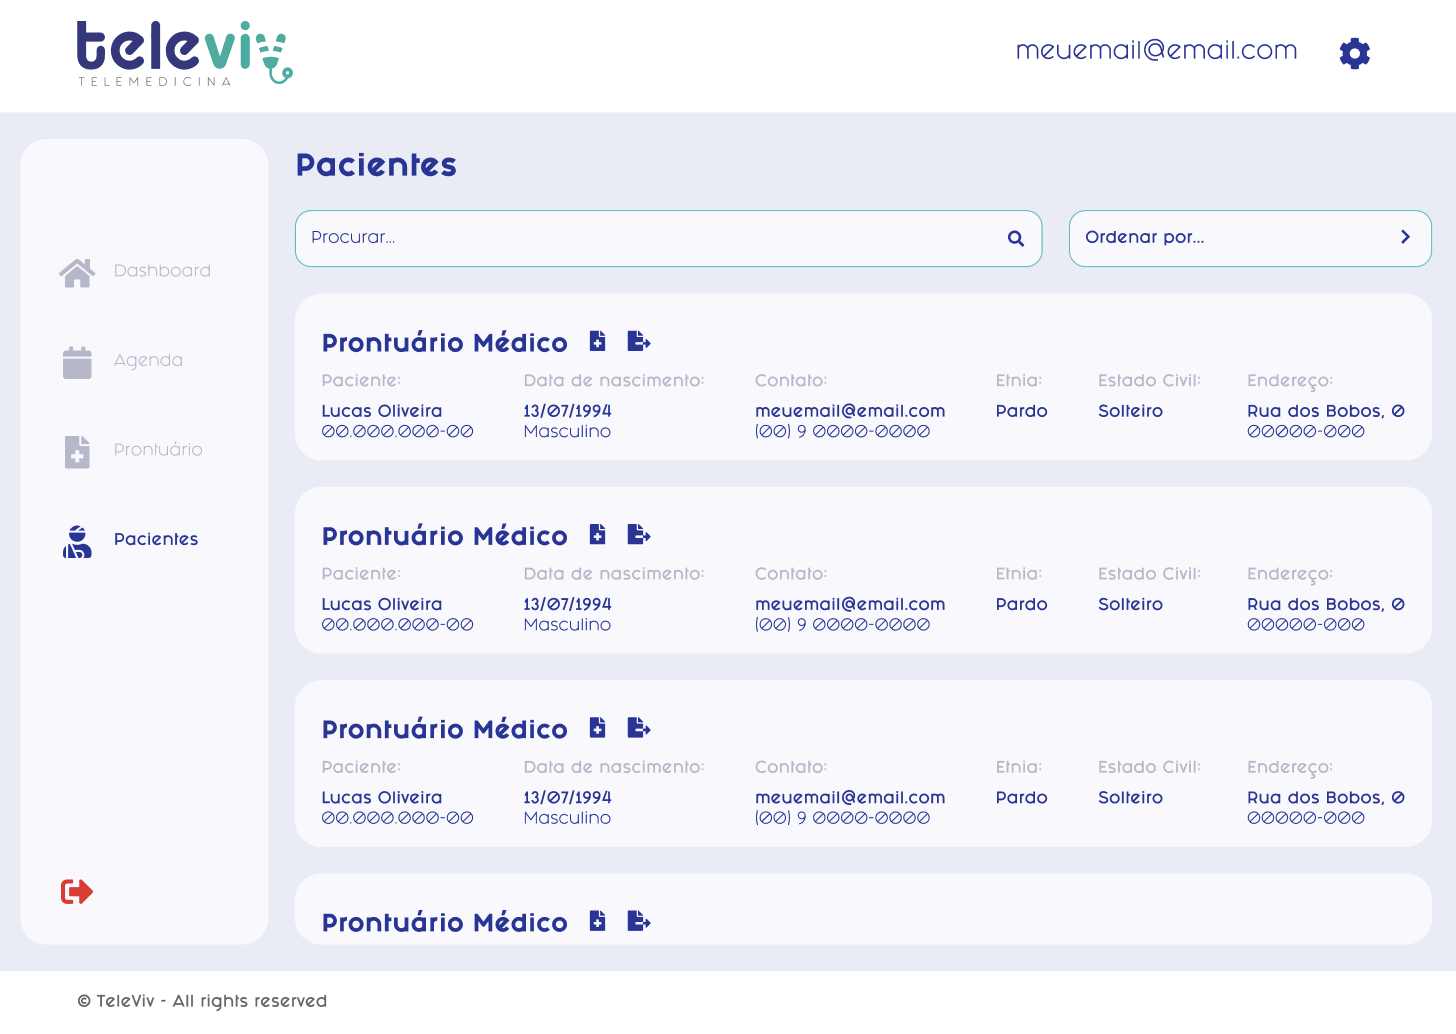 televiv
TELEMEDICINA
meuemail@email.com
Dashboard
Agenda
Prontuário
Pacientes
Pacientes
Procurar...
Ordenar por...
Prontuário Médico
Paciente: Data de nascimento: Contato: Etnia: Estado Civil: Endereço:
Lucas Oliveira 13/07/1994 meuemail@email.com Pardo Solteiro Rua dos Bobos, 0
00.000.000-00 Masculino (00) 9 0000-0000 00000-000
Prontuário Médico
Paciente: Data de nascimento: Contato: Etnia: Estado Civil: Endereço:
Lucas Oliveira 13/07/1994 meuemail@email.com Pardo Solteiro Rua dos Bobos, 0
00.000.000-00 Masculino (00) 9 0000-0000 00000-000
Prontuário Médico
Paciente: Data de nascimento: Contato: Etnia: Estado Civil: Endereço:
Lucas Oliveira 13/07/1994 meuemail@email.com Pardo Solteiro Rua dos Bobos, 0
00.000.000-00 Masculino (00) 9 0000-0000 00000-000
Prontuário Médico
© TeleViv - All rights reserved